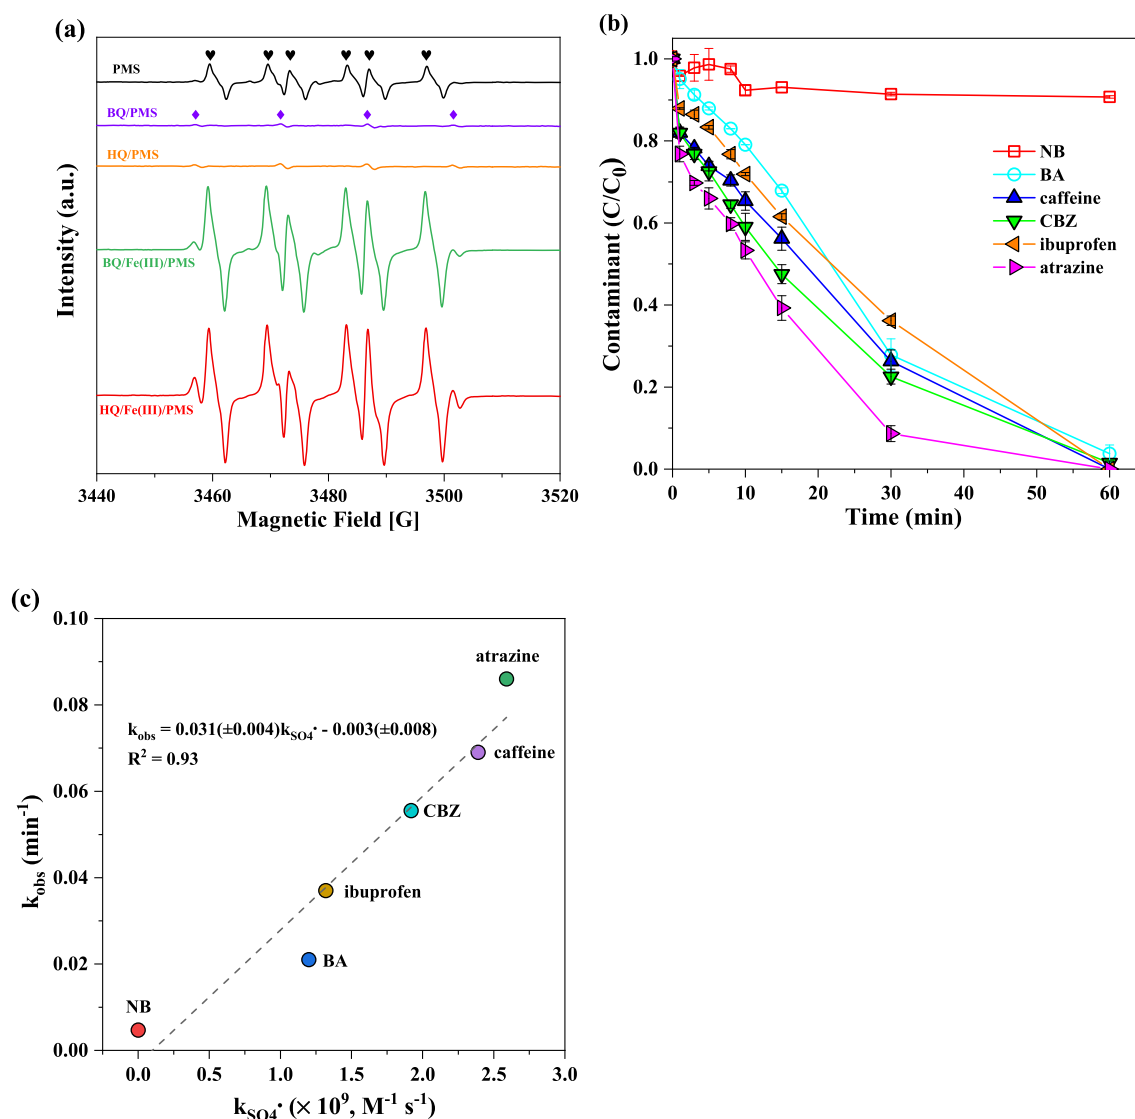 (a)
PMS
BQ/PMS
HQ/PMS
BQ/Fe(III)/PMS
HQ/Fe(III)/PMS
Intensity (a.u.)
3440 3460 3480 3500 3520
Magnetic Field [G]
(b)
1.0
0.8
0.6
0.4
0.2
0.0
Contaminant (C/C0)
NB
BA
caffeine
CBZ
ibuprofen
atrazine
0 10 20 30 40 50 60
Time (min)
(c)
0.10
0.08
0.06
0.04
0.02
0.00
kobs (min-1)
kobs = 0.031(±0.004)kSO4· - 0.003(±0.008)
R2 = 0.93
atrazine
caffeine
CBZ
ibuprofen
BA
NB
0.0 0.5 1.0 1.5 2.0 2.5 3.0
kSO4· (× 109, M-1 s-1)